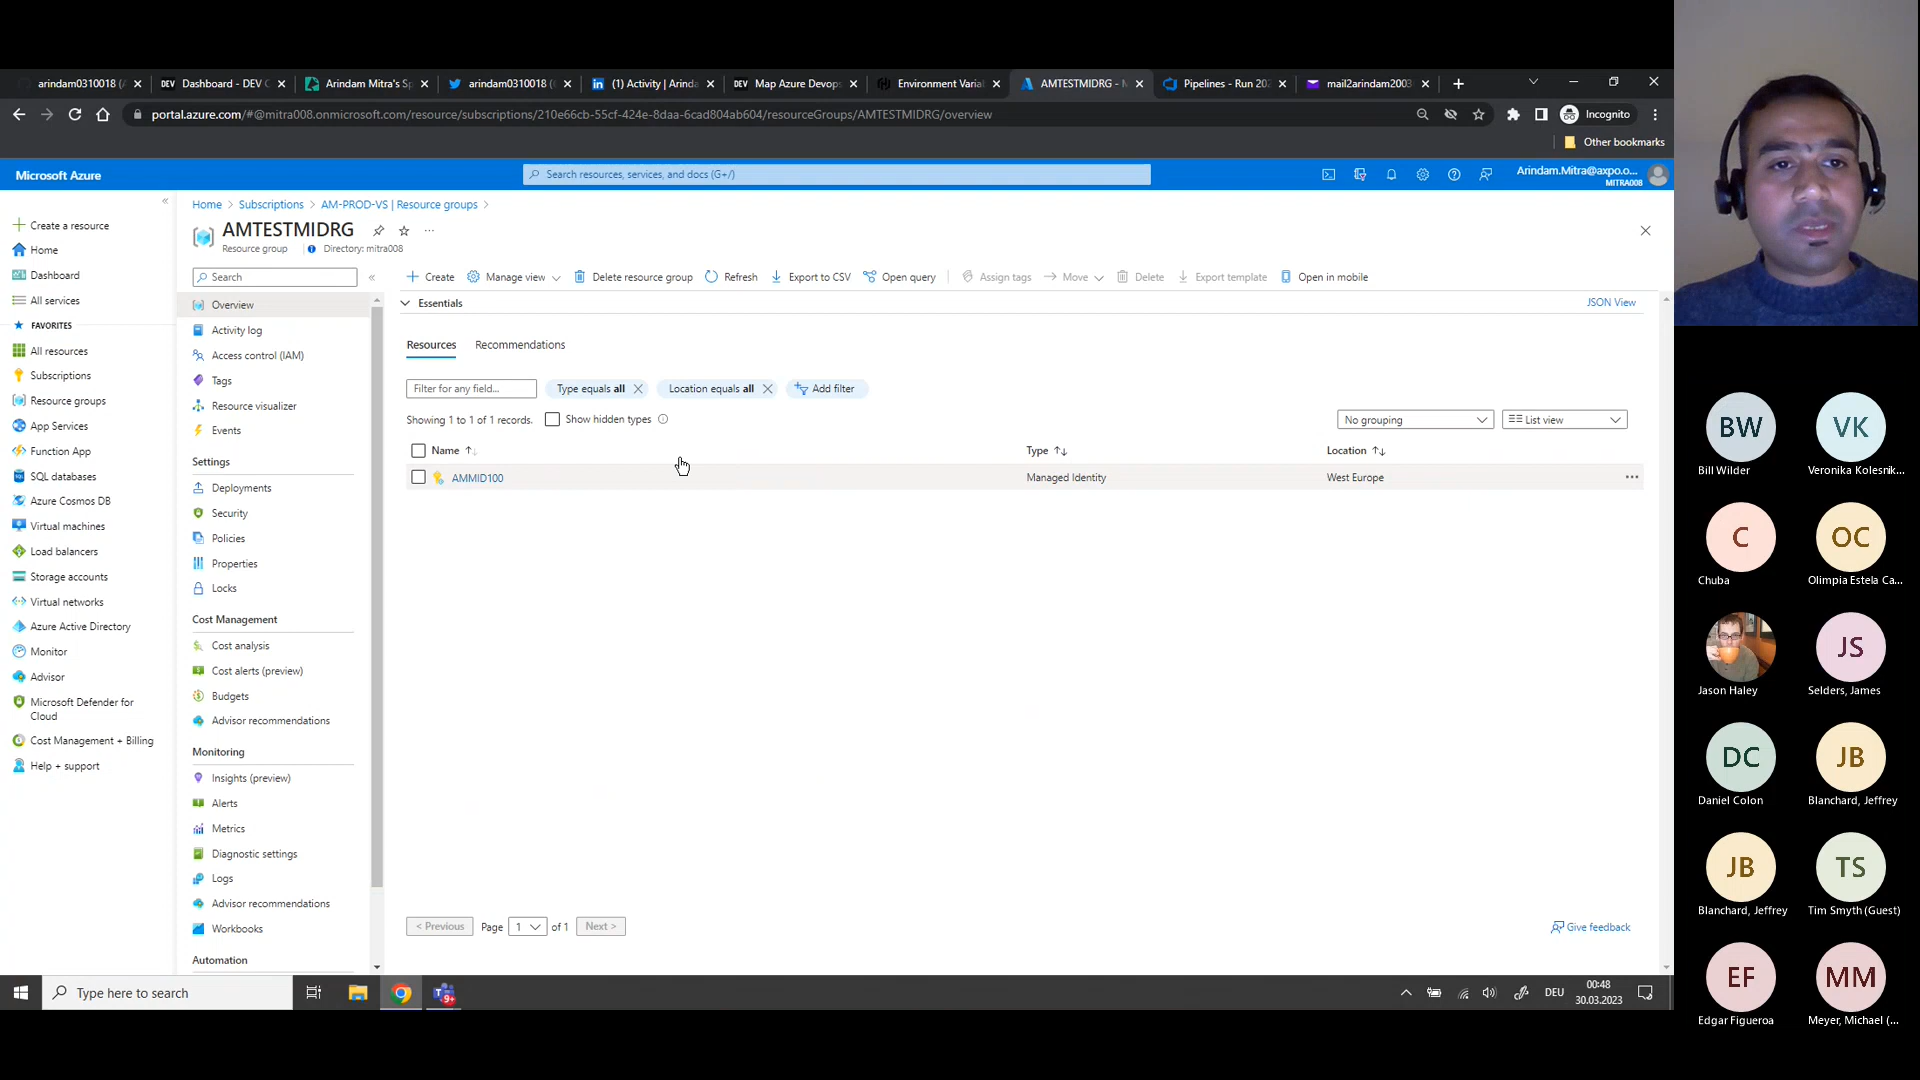 arindam0310018 (
Dashboard - DEV C
Arindam Mitra's Sp
arindam0310018 (
(1) Activity | Arinda
Map Azure Devops
Environment Varia
AMTESTMIDRG - M
Pipelines - Run 202
mail2arindam2003
portal.azure.com/#@mitra008.onmicrosoft.com/resource/subscriptions/210e66cb-55cf-424e-8daa-6cad804ab604/resourceGroups/AMTESTMIDRG/overview
Incognito
Other bookmarks
Microsoft Azure
Search resources, services, and docs (G+/)
Arindam.Mitra@axpo.o...
MITRA008
Create a resource
Home
Dashboard
All services
FAVORITES
All resources
Subscriptions
Resource groups
App Services
Function App
SQL databases
Azure Cosmos DB
Virtual machines
Load balancers
Storage accounts
Virtual networks
Azure Active Directory
Monitor
Advisor
Microsoft Defender for
Cloud
Cost Management + Billing
Help + support
Home > Subscriptions > AM-PROD-VS | Resource groups >
AMTESTMIDRG
Resource group
Directory: mitra008
Search
Overview
Activity log
Access control (IAM)
Tags
Resource visualizer
Events
Settings
Deployments
Security
Policies
Properties
Locks
Cost Management
Cost analysis
Cost alerts (preview)
Budgets
Advisor recommendations
Monitoring
Insights (preview)
Alerts
Metrics
Diagnostic settings
Logs
Advisor recommendations
Workbooks
Automation
Create
Manage view
Delete resource group
Refresh
Export to CSV
Open query
Assign tags
Move
Delete
Export template
Open in mobile
Essentials
JSON View
Resources
Recommendations
Filter for any field...
Type equals all
Location equals all
Add filter
Showing 1 to 1 of 1 records.
Show hidden types
No grouping
List view
Name
Type
Location
AMMID100
Managed Identity
West Europe
< Previous
Page 1 of 1
Next >
Give feedback
Type here to search
9+
DEU
00:48
30.03.2023
BW
Bill Wilder
VK
Veronika Kolesnik...
C
Chuba
OC
Olimpia Estela Ca...
Jason Haley
JS
Selders, James
DC
Daniel Colon
JB
Blanchard, Jeffrey
JB
Blanchard, Jeffrey
TS
Tim Smyth (Guest)
EF
Edgar Figueroa
MM
Meyer, Michael (...